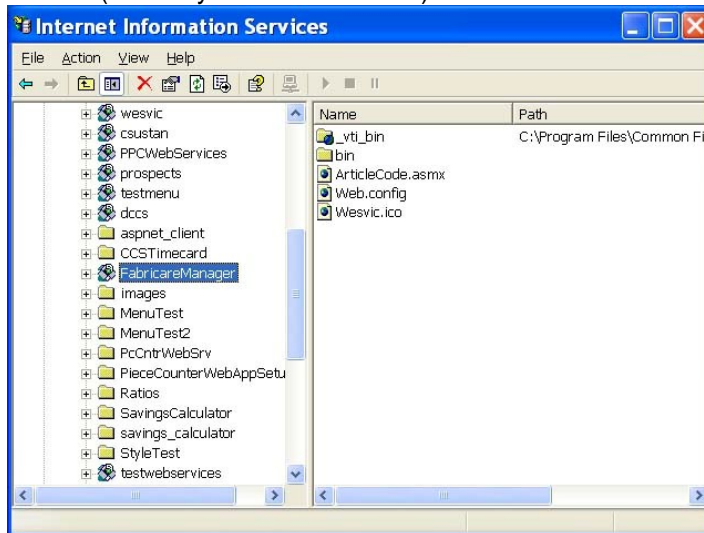 Internet Information Services
File Action View Help
wesvic
csustan
PPCWebServices
prospects
testmenu
dccs
aspnet_client
CCSTimecard
FabricareManager
images
MenuTest
MenuTest2
PcCntrWebSrv
PieceCounterWebAppSetu
Ratios
SavingsCalculator
savings_calculator
StyleTest
testwebservices
Name Path
_vti_bin C:\Program Files\Common Fi
bin
ArticleCode.asmx
Web.config
Wesvic.ico